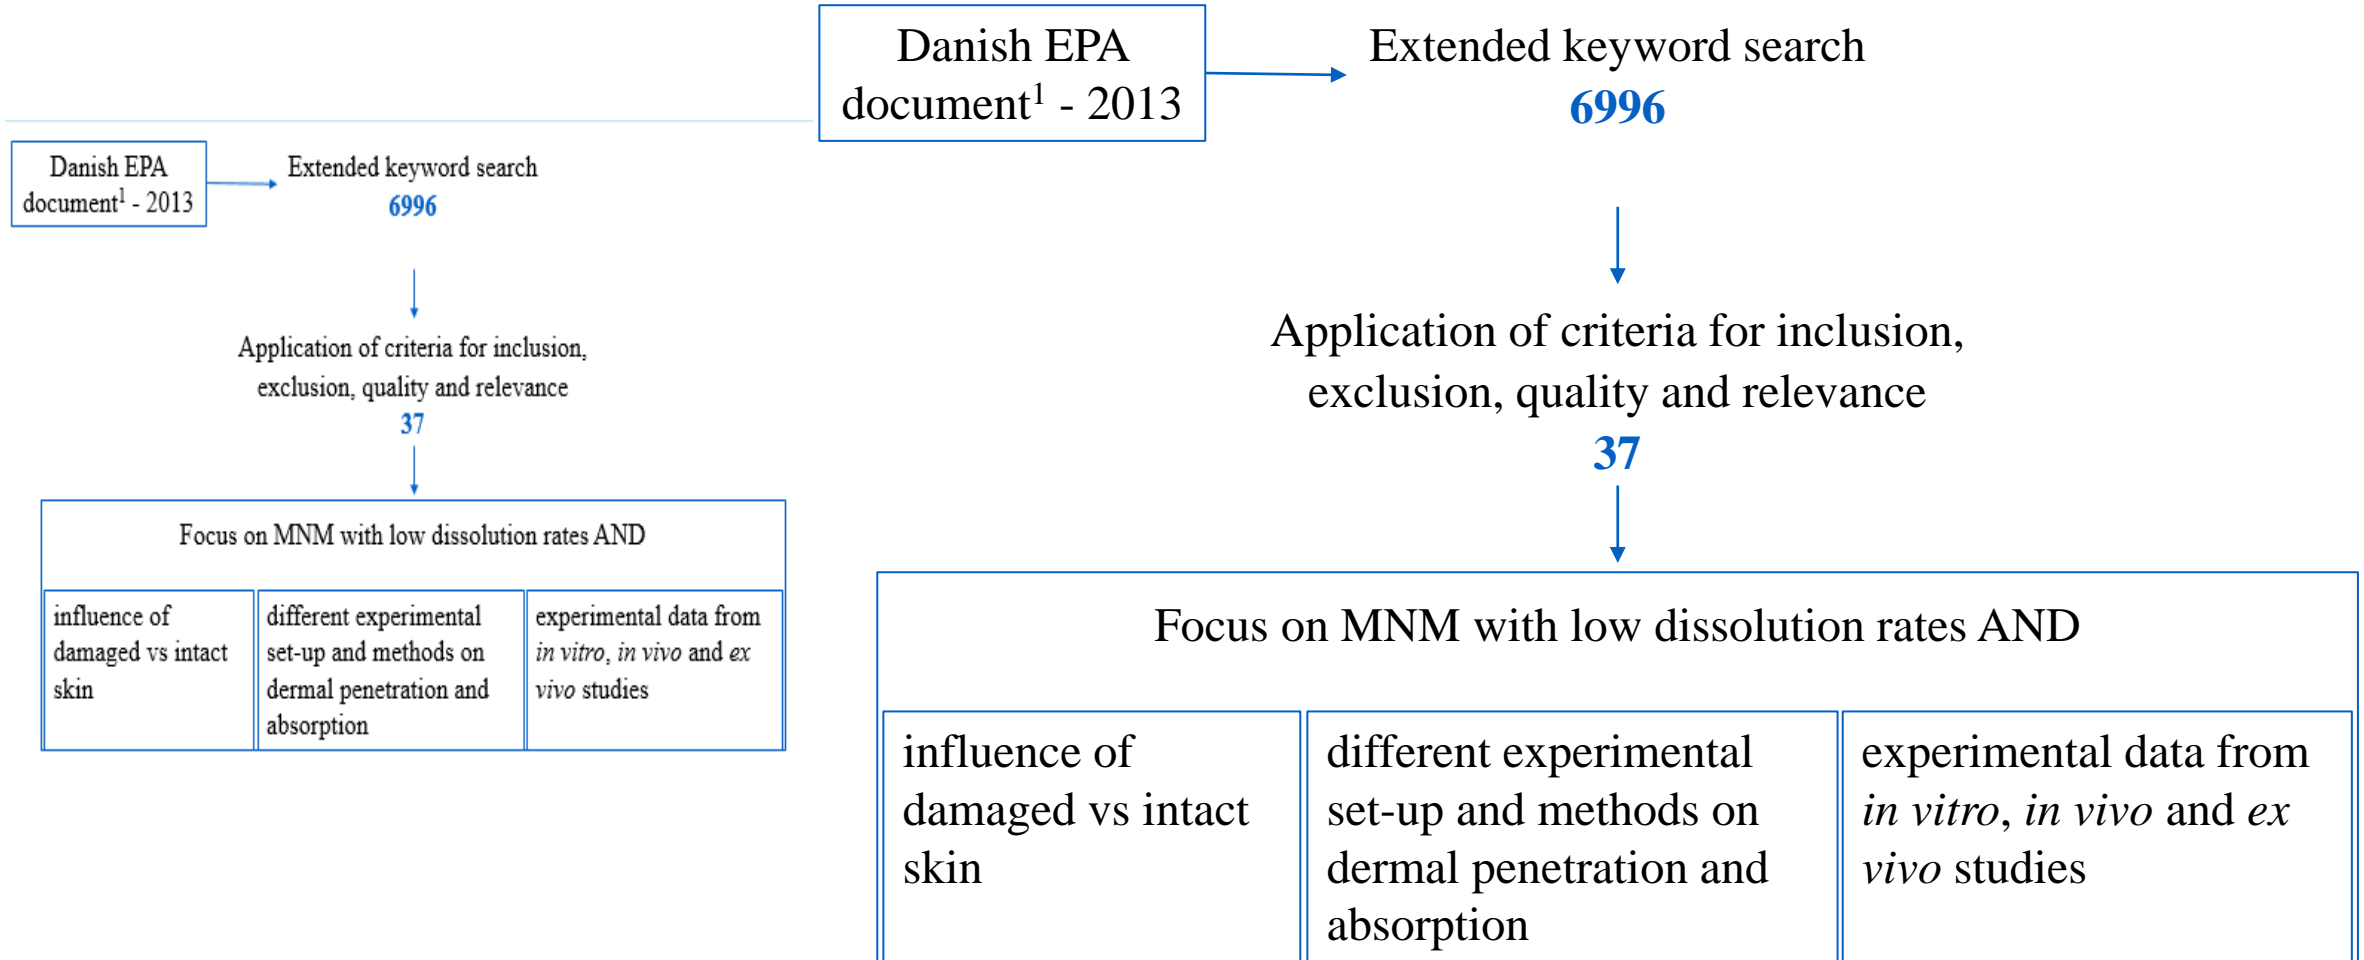 Danish EPA
document¹ - 2013
Extended keyword search
6996
Application of criteria for inclusion,
exclusion, quality and relevance
37
Focus on MNM with low dissolution rates AND
influence of
damaged vs intact
skin
different experimental
set-up and methods on
dermal penetration and
absorption
experimental data from
in vitro, in vivo and ex
vivo studies
Danish EPA
document¹ - 2013
Extended keyword search
6996
Application of criteria for inclusion,
exclusion, quality and relevance
37
Focus on MNM with low dissolution rates AND
influence of
damaged vs intact
skin
different experimental
set-up and methods on
dermal penetration and
absorption
experimental data from
in vitro, in vivo and ex
vivo studies